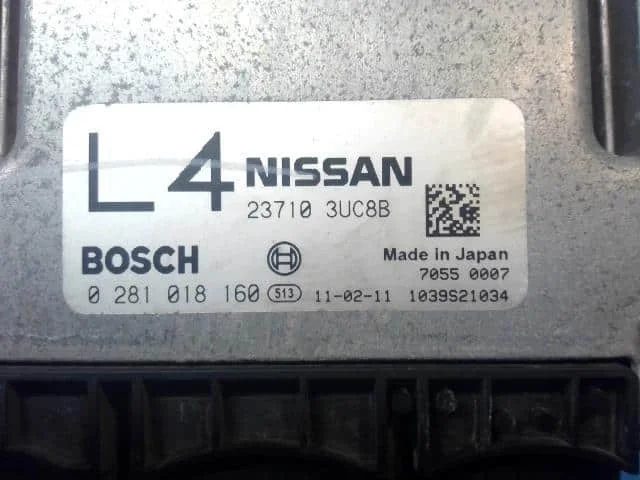 L4 NISSAN
23710 3UC8B
BOSCH
Made in Japan
7055 0007
0 281 018 160 513 11-02-11 1039S21034